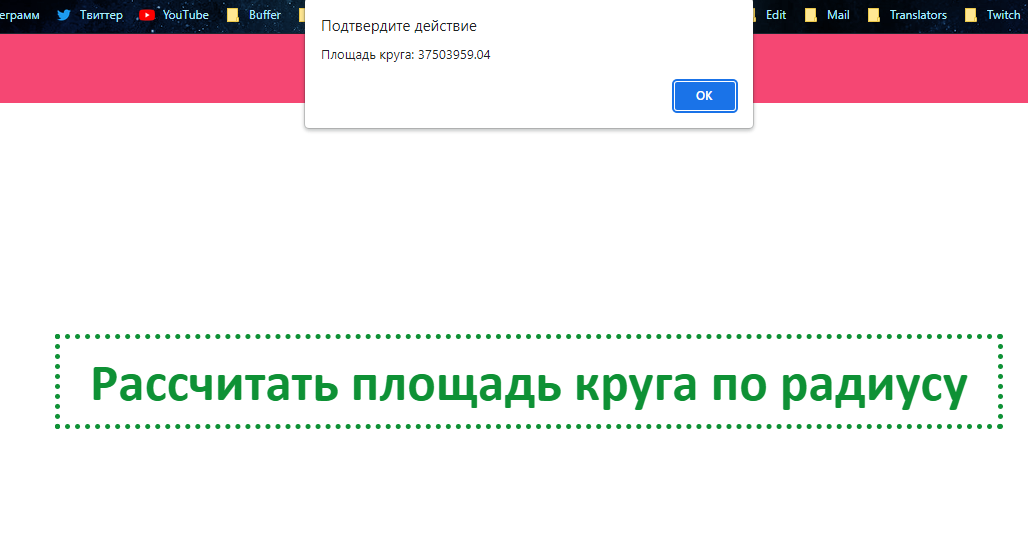 еграмм Твиттер YouTube Buffer Edit Mail Translators Twitch
Подтвердите действие
Площадь круга: 37503959.04
ОК
Рассчитать площадь круга по радиусу